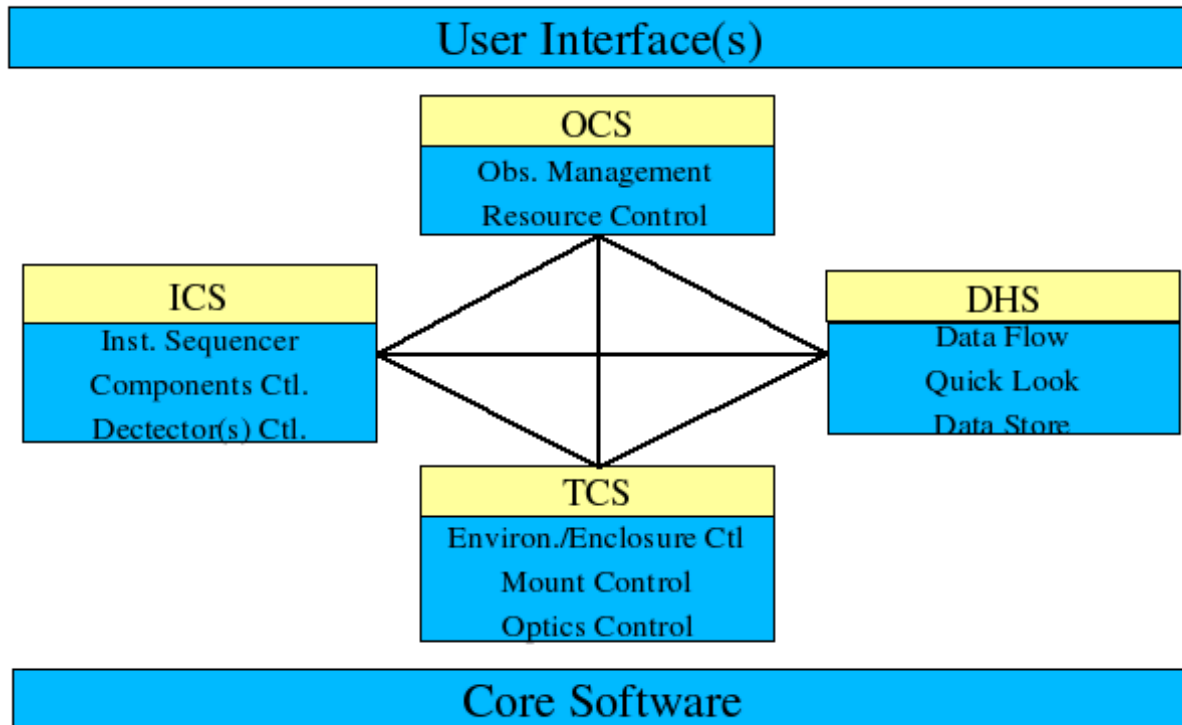 User Interface(s)
OCS
Obs. Management
Resource Control
ICS
Inst. Sequencer
Components Ctl.
Dectector(s) Ctl.
DHS
Data Flow
Quick Look
Data Store
TCS
Environ./Enclosure Ctl
Mount Control
Optics Control
Core Software